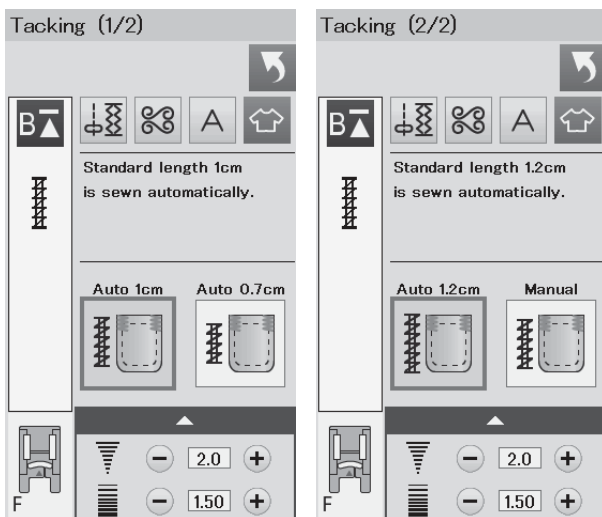 Tacking (1/2)
B
A
Standard length 1cm
is sewn automatically.
Auto 1cm Auto 0.7cm
2.0
F
1.50
Tacking (2/2)
B
A
Standard length 1.2cm
is sewn automatically.
Auto 1.2cm Manual
2.0
F
1.50